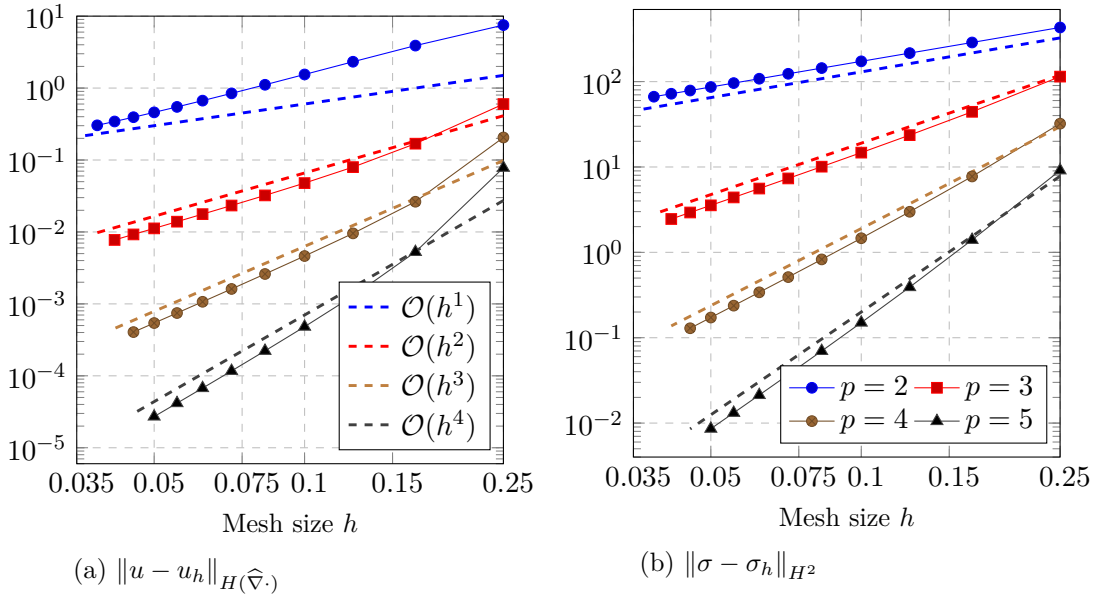 10^1
10^0
10^{-1}
10^{-2}
10^{-3}
10^{-4}
10^{-5}
0.035 0.05 0.075 0.1 0.15 0.25
Mesh size h
O(h^1)
O(h^2)
O(h^3)
O(h^4)
(a) ‖u − u_h‖_{H(\widehat{∇}·)}
10^2
10^1
10^0
10^{-1}
10^{-2}
0.035 0.05 0.075 0.1 0.15 0.25
Mesh size h
p = 2 p = 3
p = 4 p = 5
(b) ‖σ − σ_h‖_{H^2}